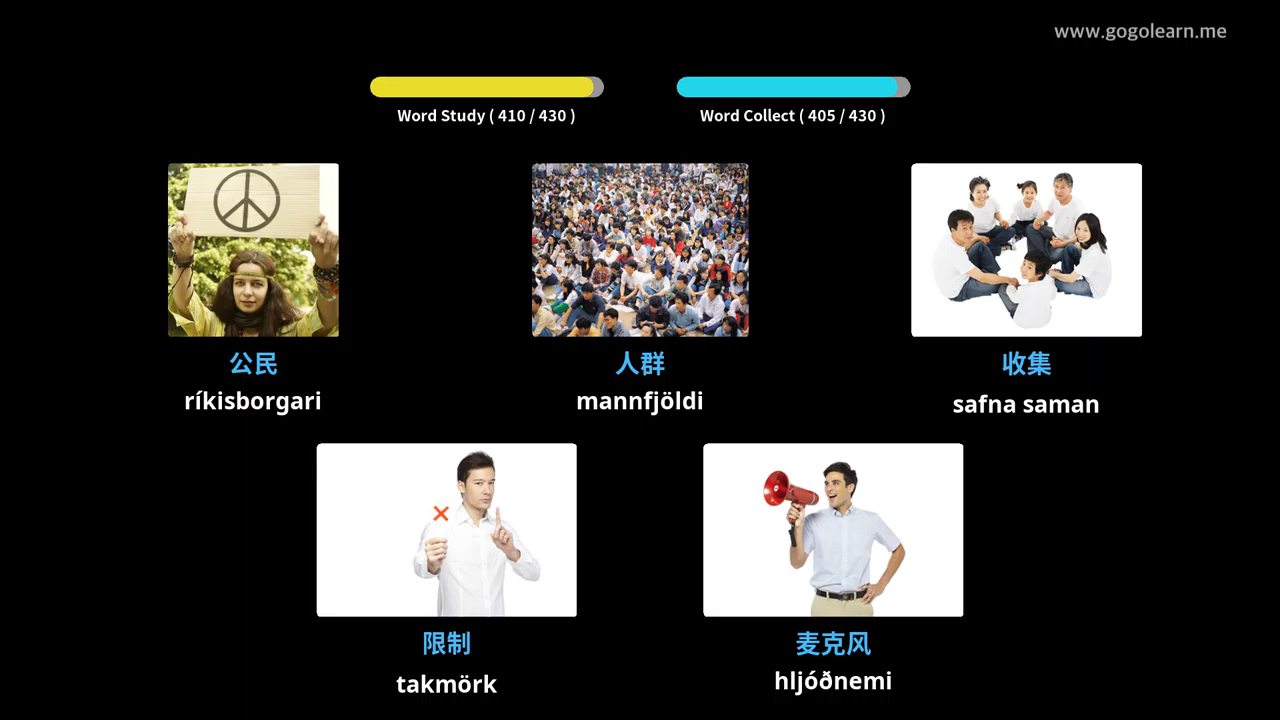 www.gogolearn.me
Word Study ( 410 / 430 )
Word Collect ( 405 / 430 )
公民
ríkisborgari
人群
mannfjöldi
收集
safna saman
限制
takmörk
麦克风
hljóðnemi